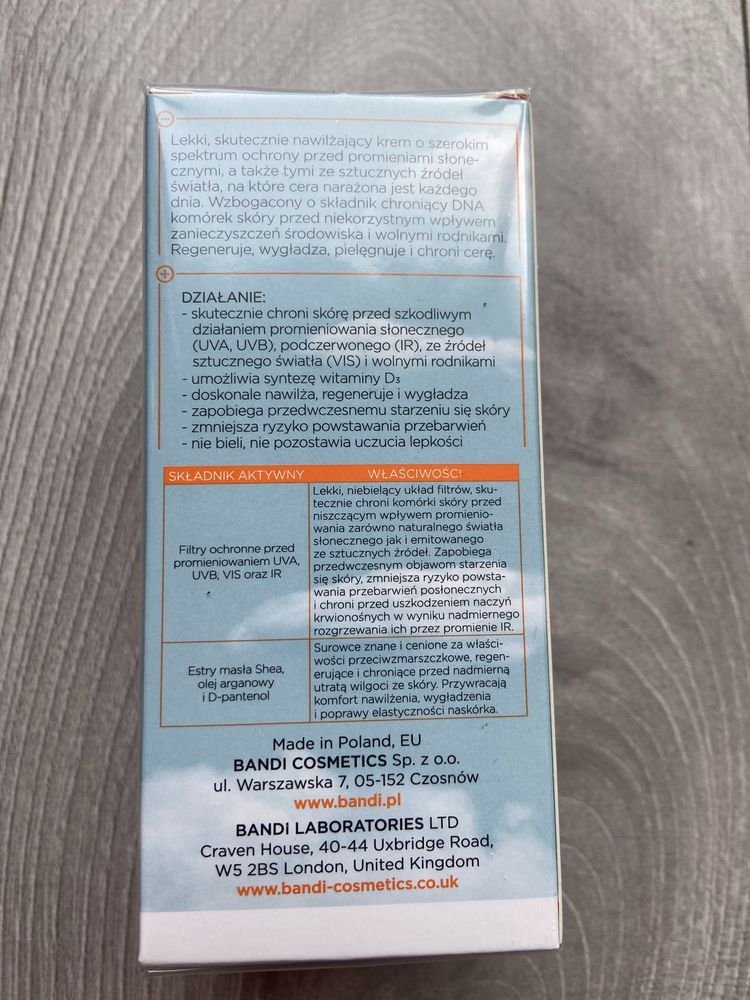 Lekki, skutecznie nawilżający krem o szerokim
spektrum ochrony przed promieniami słone-
cznymi, a także tymi ze sztucznych źródeł
światła, na które cera narażona jest każdego
dnia. Wzbogacony o składnik chroniący DNA
komórek skóry przed niekorzystnym wpływem
zanieczyszczeń środowiska i wolnymi rodnikami.
Regeneruje, wygładza, pielęgnuje i chroni cerę.
DZIAŁANIE:
- skutecznie chroni skórę przed szkodliwym
działaniem promieniowania słonecznego
(UVA, UVB), podczerwonego (IR), ze źródeł
sztucznego światła (VIS) i wolnymi rodnikami
- umożliwia syntezę witaminy D₃
- doskonale nawilża, regeneruje i wygładza
- zapobiega przedwczesnemu starzeniu się skóry
- zmniejsza ryzyko powstawania przebarwień
- nie bieli, nie pozostawia uczucia lepkości
SKŁADNIK AKTYWNY WŁAŚCIWOŚCI
Filtry ochronne przed
promieniowaniem UVA,
UVB, VIS oraz IR
Lekki, niebielący układ filtrów, sku-
tecznie chroni komórki skóry przed
niszczącym wpływem promienio-
wania zarówno naturalnego światła
słonecznego jak i emitowanego
ze sztucznych źródeł. Zapobiega
przedwczesnym objawom starzenia
się skóry, zmniejsza ryzyko powsta-
wania przebarwień posłonecznych
i chroni przed uszkodzeniem naczyń
krwionośnych w wyniku nadmiernego
rozgrzewania ich przez promienie IR.
Estry masła Shea,
olej arganowy
i D-pantenol
Surowce znane i cenione za właści-
wości przeciwzmarszczkowe, regen-
erujące i chroniące przed nadmierną
utratą wilgoci ze skóry. Przywracają
komfort nawilżenia, wygładzenia
i poprawy elastyczności naskórka.
Made in Poland, EU
BANDI COSMETICS Sp. z o.o.
ul. Warszawska 7, 05-152 Czosnów
www.bandi.pl
BANDI LABORATORIES LTD
Craven House, 40-44 Uxbridge Road,
W5 2BS London, United Kingdom
www.bandi-cosmetics.co.uk